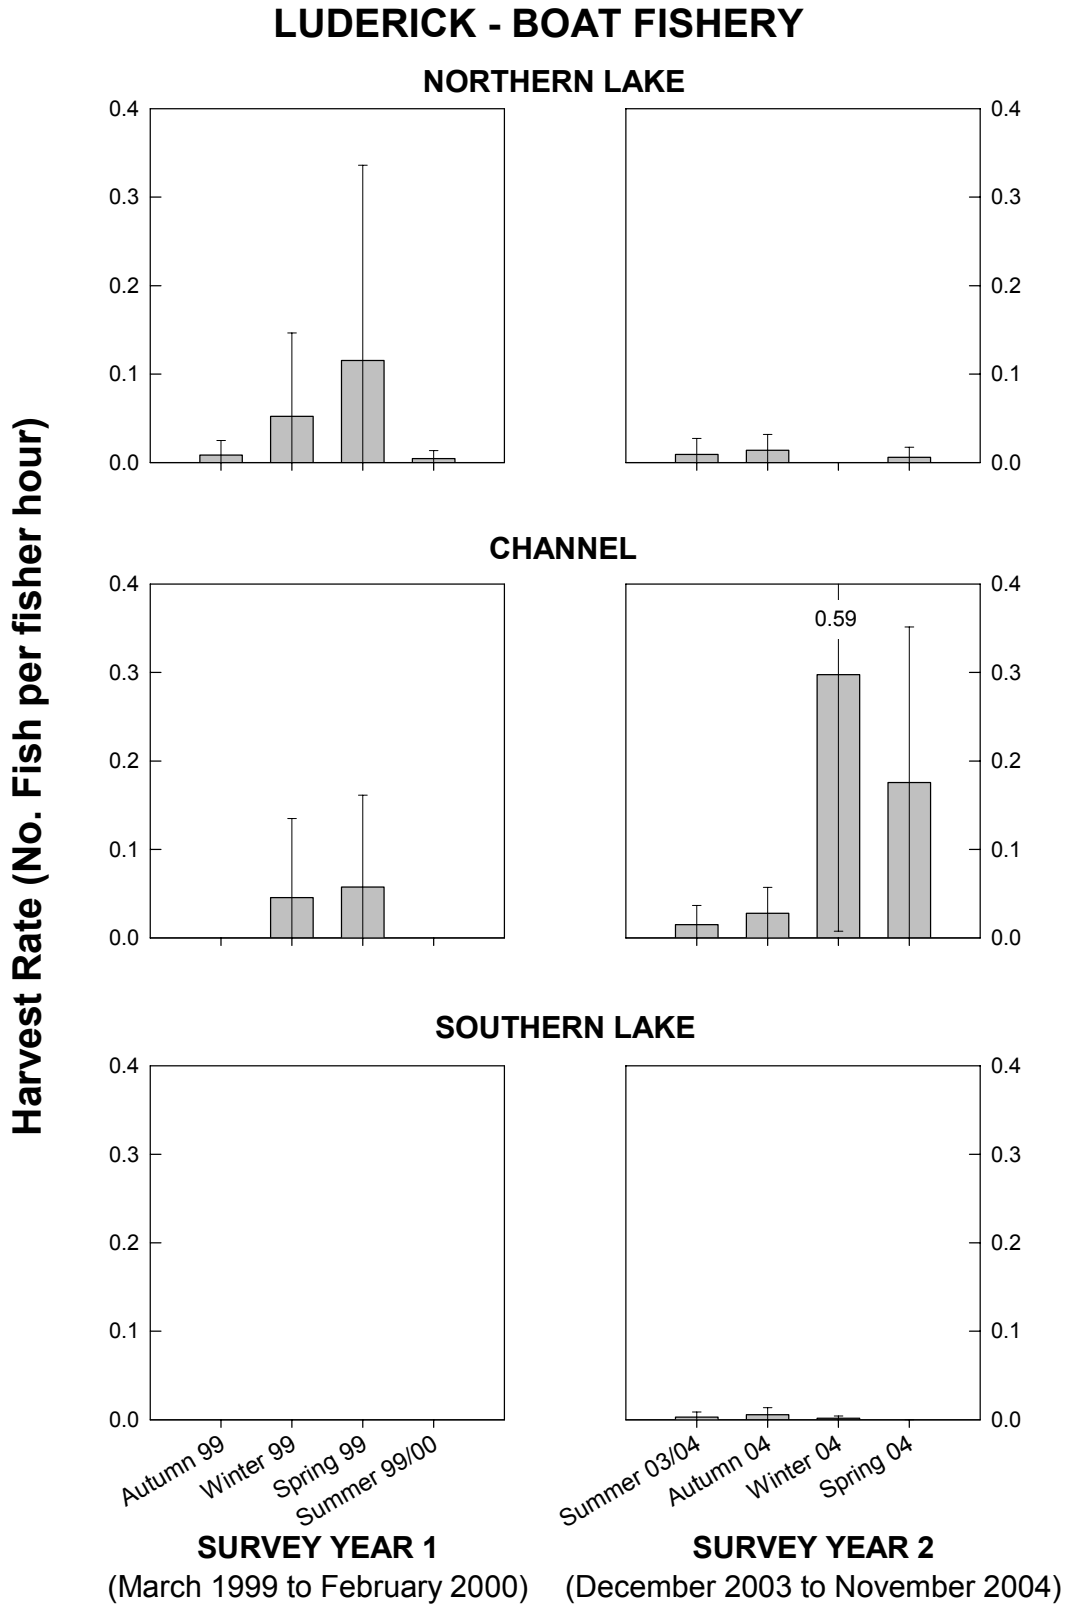 LUDERICK - BOAT FISHERY
Harvest Rate (No. Fish per fisher hour)
NORTHERN LAKE
0.4 0.4
0.3 0.3
0.2 0.2
0.1 0.1
0.0 0.0
CHANNEL
0.4 0.4
0.59
0.3 0.3
0.2 0.2
0.1 0.1
0.0 0.0
SOUTHERN LAKE
0.4 0.4
0.3 0.3
0.2 0.2
0.1 0.1
0.0 0.0
Autumn 99
Winter 99
Spring 99
Summer 99/00
Summer 03/04
Autumn 04
Winter 04
Spring 04
SURVEY YEAR 1 SURVEY YEAR 2
(March 1999 to February 2000) (December 2003 to November 2004)